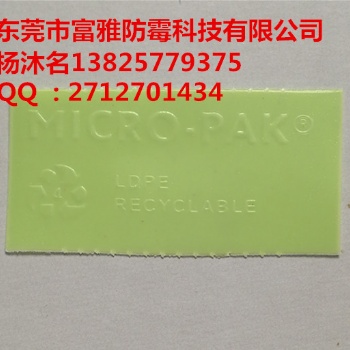 东莞市富雅防霉科技有限公司
杨沐名13825779375
QQ ：2712701434
MICRO-PAK®
4
LDPE
RECYCLABLE